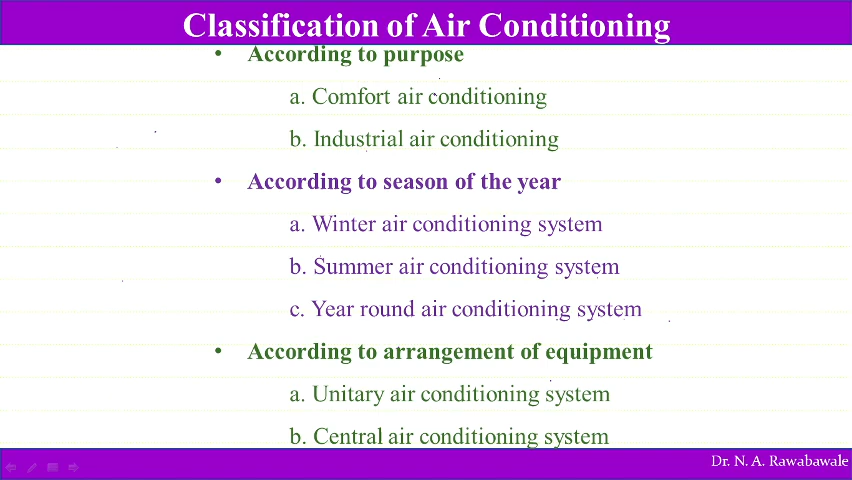 Classification of Air Conditioning
• According to purpose
a. Comfort air conditioning
b. Industrial air conditioning
• According to season of the year
a. Winter air conditioning system
b. Summer air conditioning system
c. Year round air conditioning system
• According to arrangement of equipment
a. Unitary air conditioning system
b. Central air conditioning system
Dr. N. A. Rawabawale